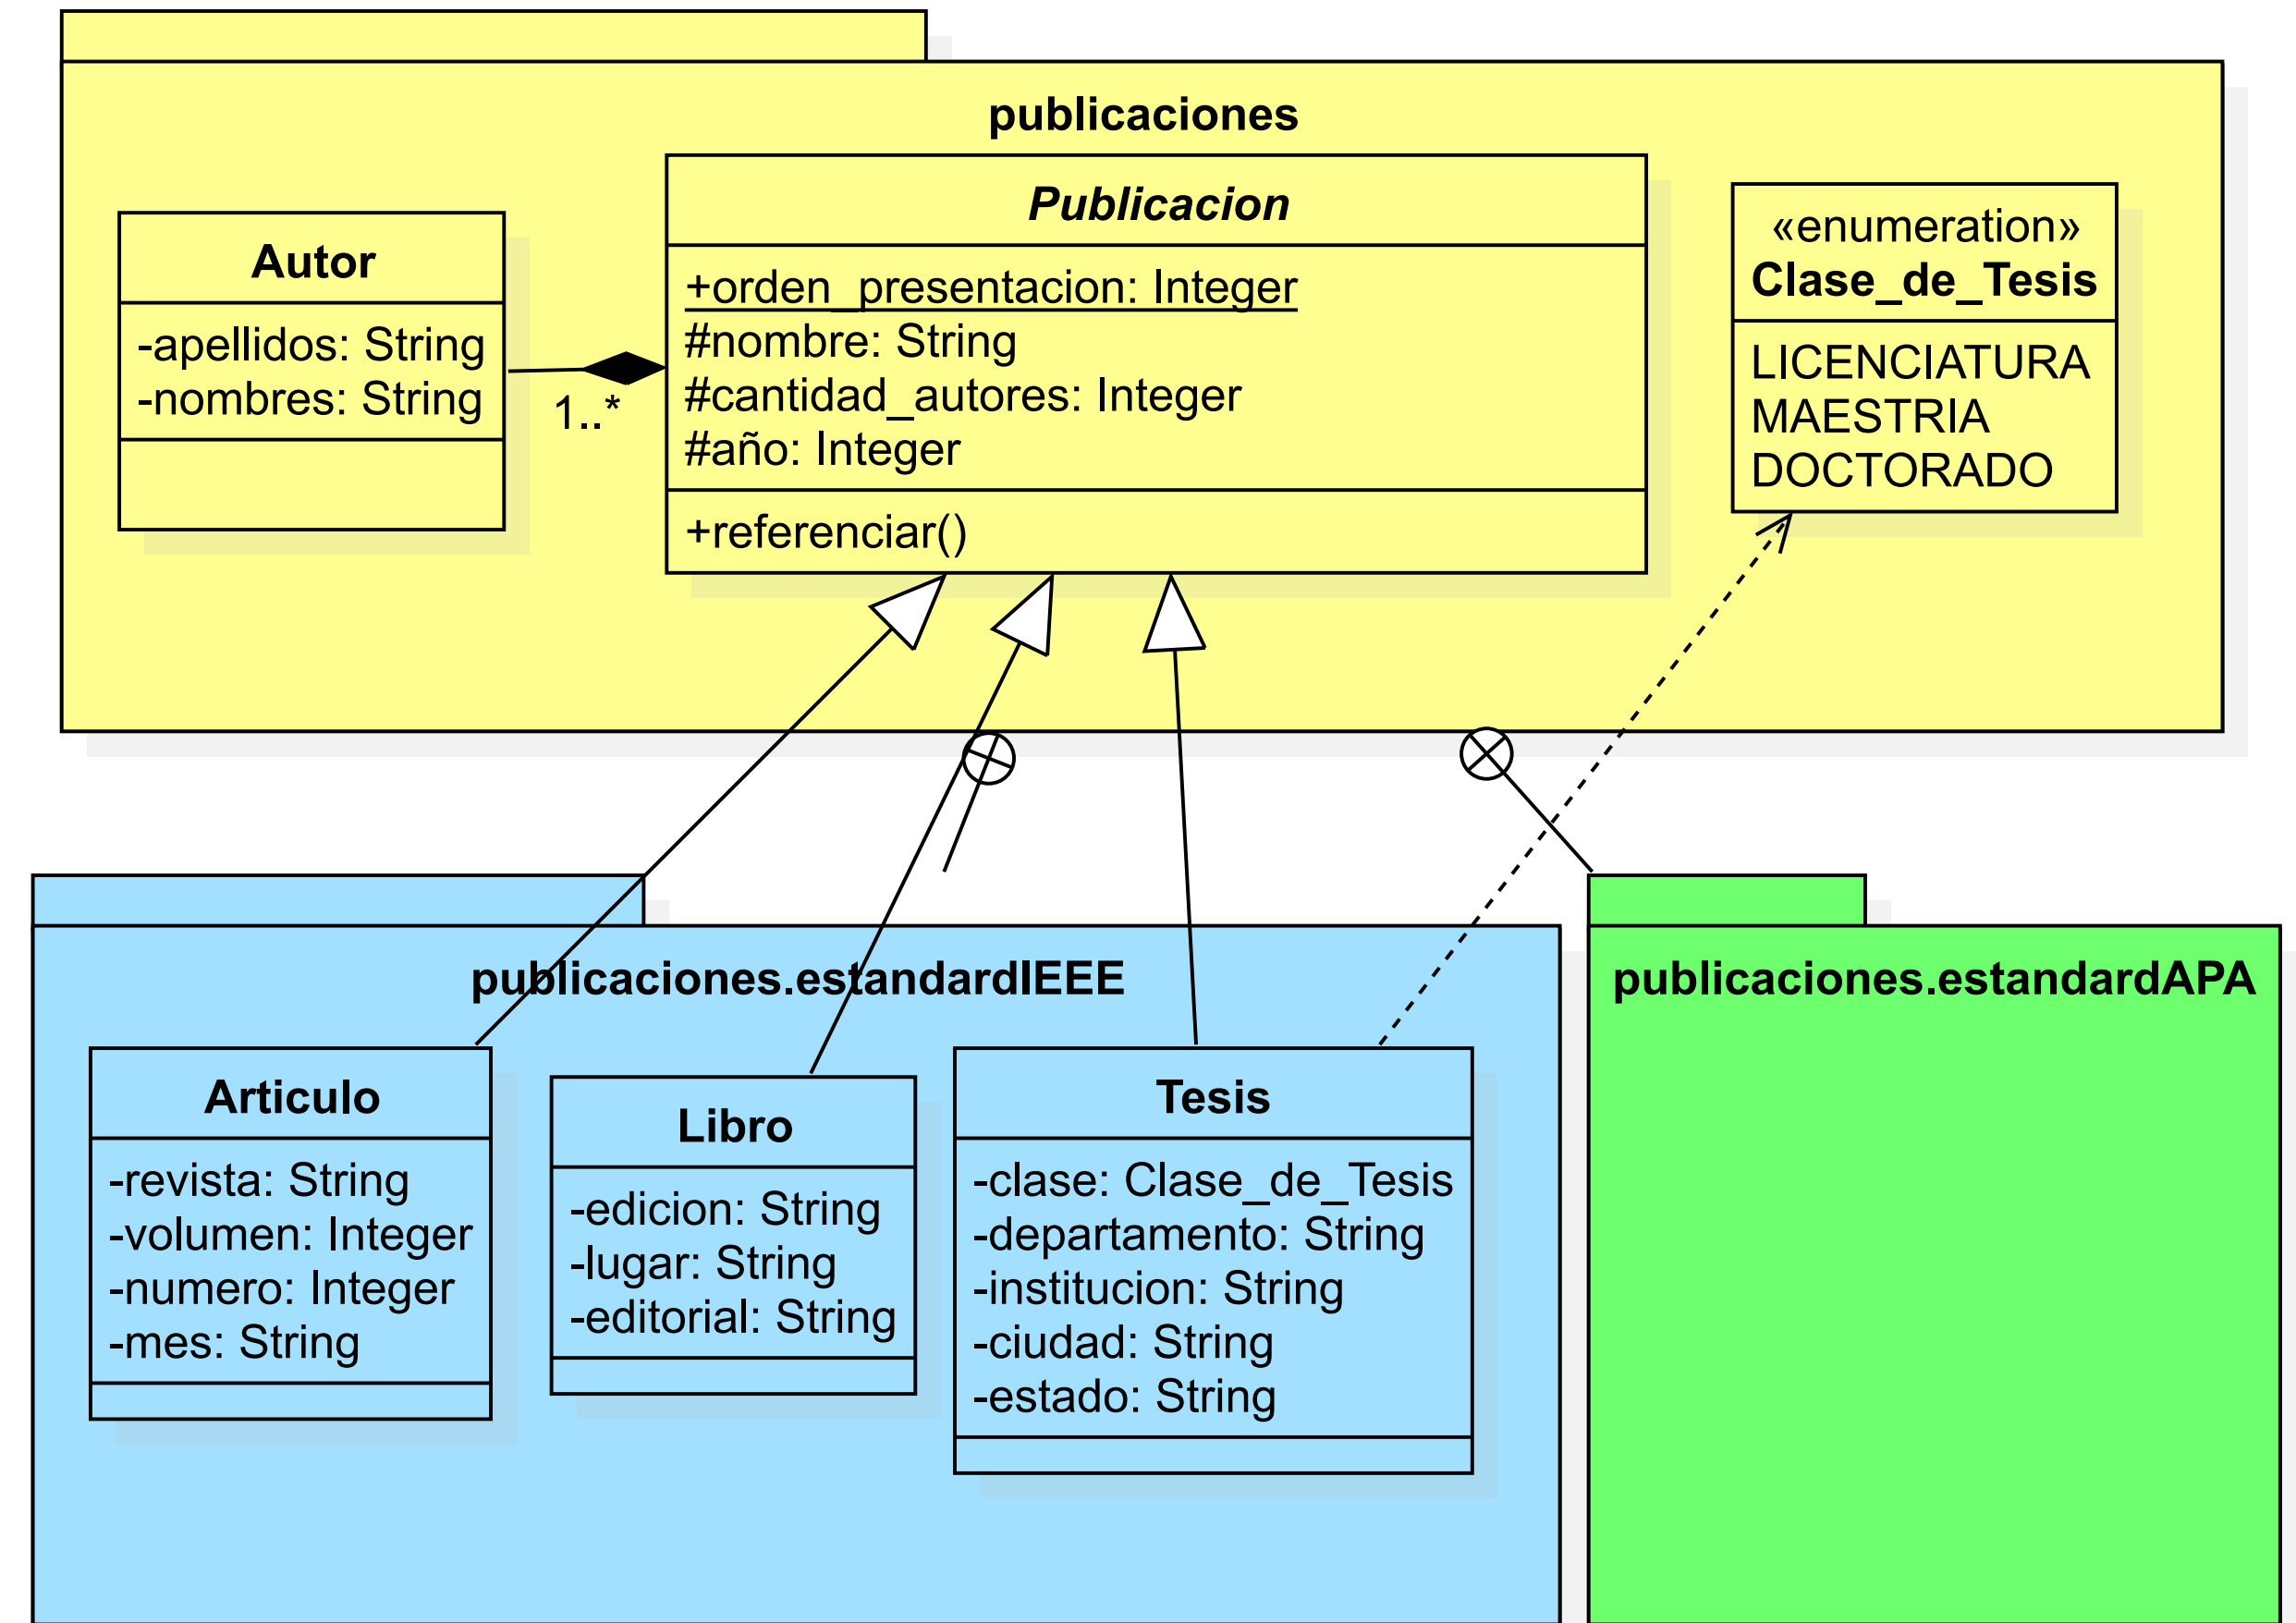 publicaciones
Autor
-apellidos: String
-nombres: String
1..*
Publicacion
+orden_presentacion: Integer
#nombre: String
#cantidad_autores: Integer
#año: Integer
+referenciar()
«enumeration»
Clase_de_Tesis
LICENCIATURA
MAESTRIA
DOCTORADO
publicaciones.estandarIEEE
Articulo
-revista: String
-volumen: Integer
-numero: Integer
-mes: String
Libro
-edicion: String
-lugar: String
-editorial: String
Tesis
-clase: Clase_de_Tesis
-departamento: String
-institucion: String
-ciudad: String
-estado: String
publicaciones.estandardAPA